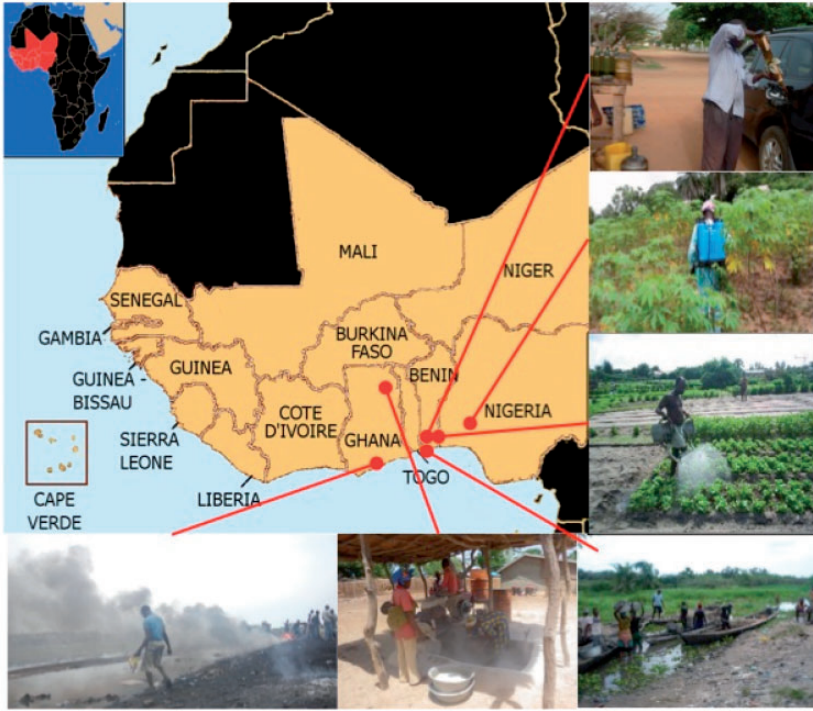 MALI
NIGER
SENEGAL
GAMBIA
BURKINA
FASO
GUINEA
BENIN
GUINEA -
BISSAU
COTE
D'IVOIRE
NIGERIA
GHANA
SIERRA
LEONE
TOGO
LIBERIA
CAPE
VERDE